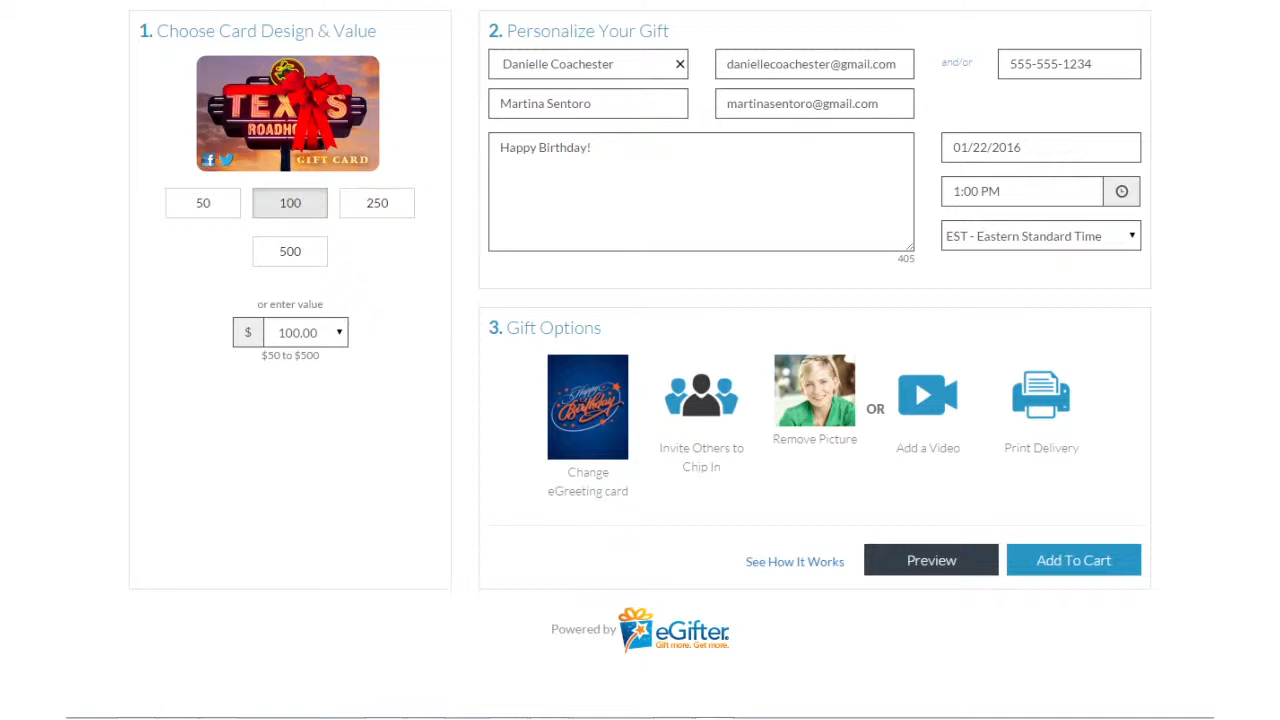 1. Choose Card Design & Value
TEXAS
ROADHO
GIFT CARD
50
100
250
500
or enter value
$ 100.00
$50 to $500
2. Personalize Your Gift
Danielle Coachester
daniellecoachester@gmail.com
and/or
555-555-1234
Martina Sentoro
martinasentoro@gmail.com
Happy Birthday!
405
01/22/2016
1:00 PM
EST - Eastern Standard Time
3. Gift Options
Happy
Birthday
Change
eGreeting card
Invite Others to
Chip In
Remove Picture
OR
Add a Video
Print Delivery
See How It Works
Preview
Add To Cart
Powered by eGifter
Gift more. Get more.